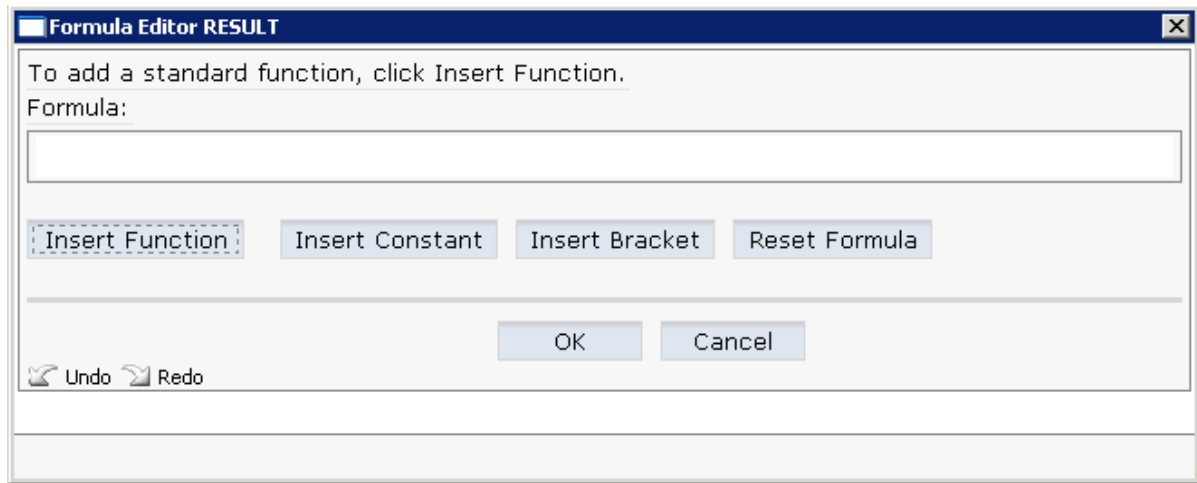 Formula Editor RESULT
To add a standard function, click Insert Function.
Formula:
Insert Function Insert Constant Insert Bracket Reset Formula
OK Cancel
Undo Redo